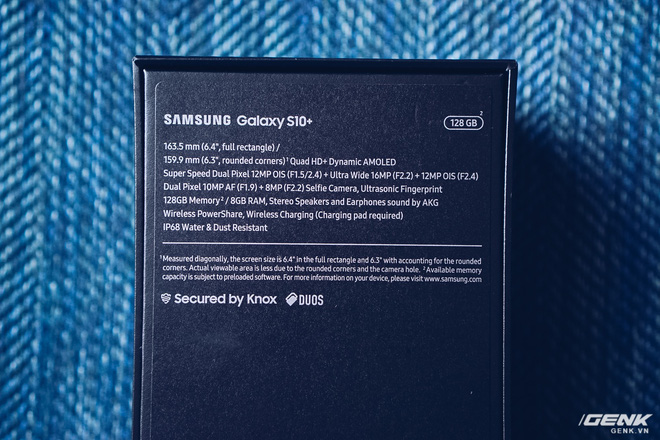 SAMSUNG Galaxy S10+
128 GB 2
163.5 mm (6.4", full rectangle) /
159.9 mm (6.3", rounded corners)1 Quad HD+ Dynamic AMOLED
Super Speed Dual Pixel 12MP OIS (F1.5/2.4) + Ultra Wide 16MP (F2.2) + 12MP OIS (F2.4)
Dual Pixel 10MP AF (F1.9) + 8MP (F2.2) Selfie Camera, Ultrasonic Fingerprint
128GB Memory2 / 8GB RAM, Stereo Speakers and Earphones sound by AKG
Wireless PowerShare, Wireless Charging (Charging pad required)
IP68 Water & Dust Resistant
1Measured diagonally, the screen size is 6.4" in the full rectangle and 6.3" with accounting for the rounded
corners. Actual viewable area is less due to the rounded corners and the camera hole. 2Available memory
capacity is subject to preloaded software. For more information on your device, please visit www.samsung.com
Secured by Knox DUOS
GENK
GENK.VN